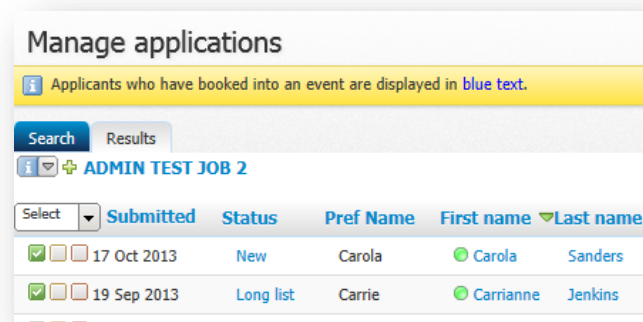 Manage applications
Applicants who have booked into an event are displayed in blue text.
Search Results
ADMIN TEST JOB 2
Select Submitted Status Pref Name First name Last name
17 Oct 2013 New Carola Carola Sanders
19 Sep 2013 Long list Carrie Carrianne Jenkins